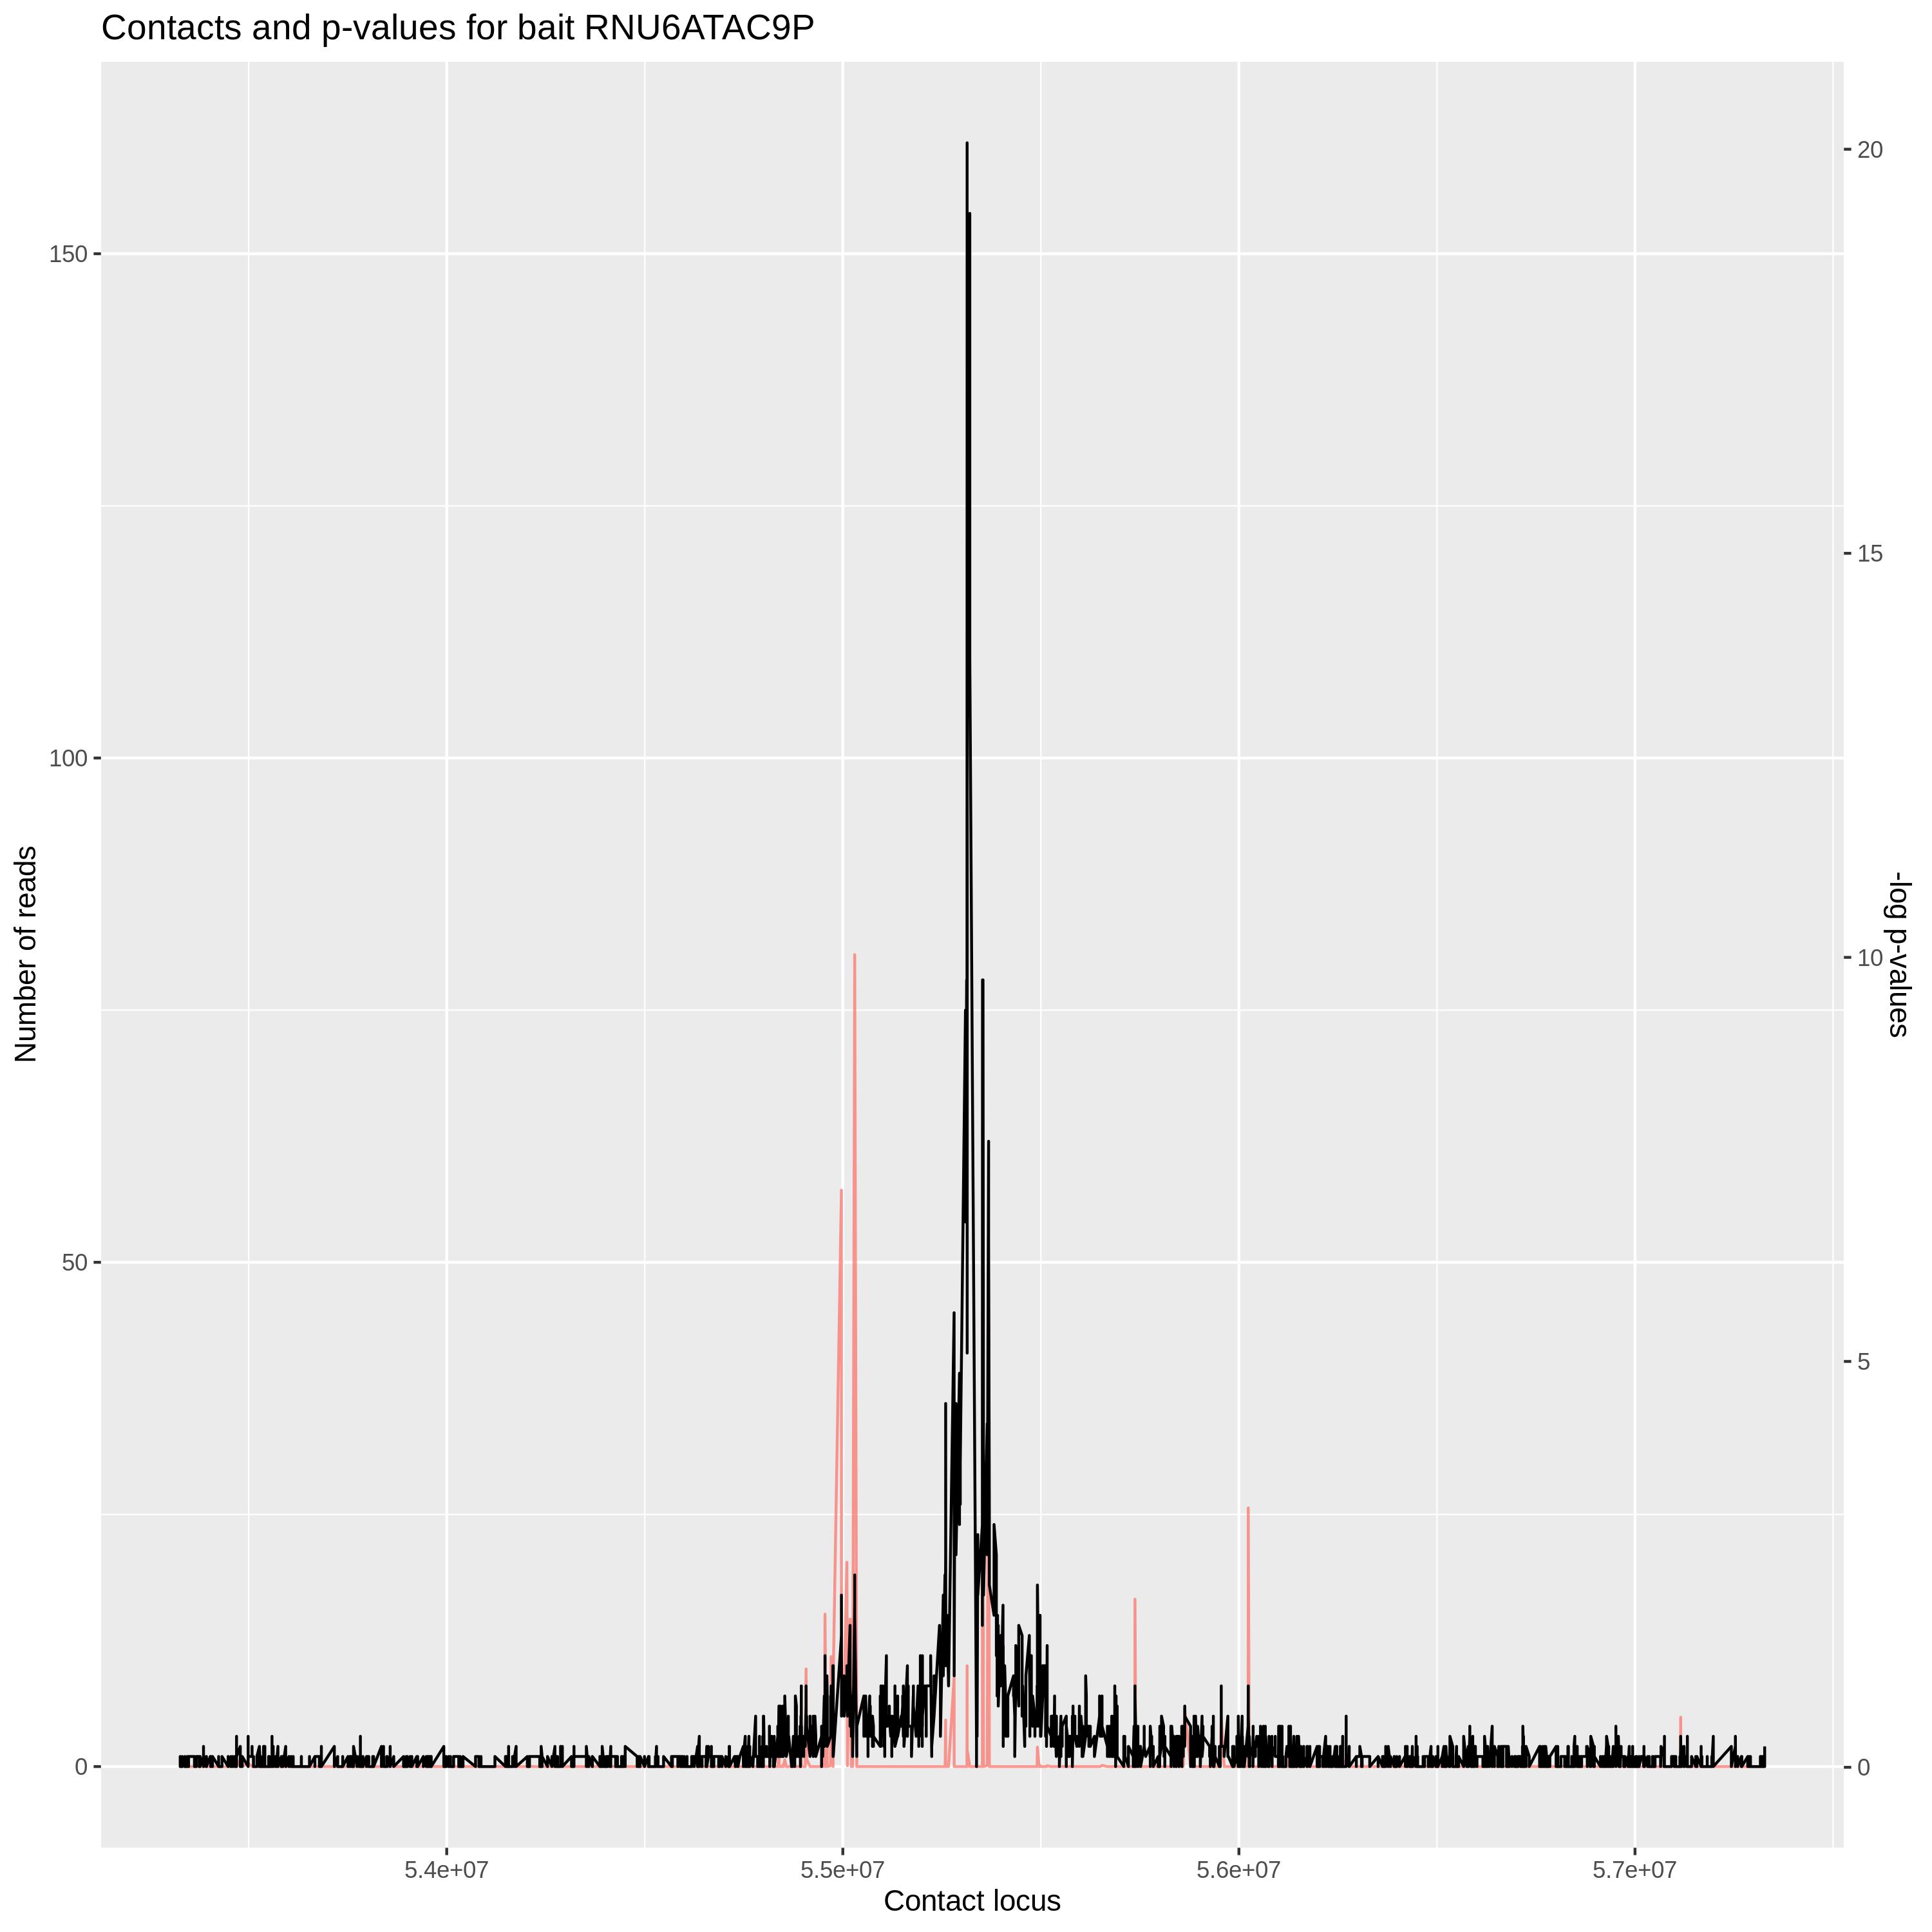 Contacts and p-values for bait RNU6ATAC9P
150
100
50
0
Number of reads
20
15
10
5
0
-log p-values
5.4e+07
5.5e+07
5.6e+07
5.7e+07
Contact locus